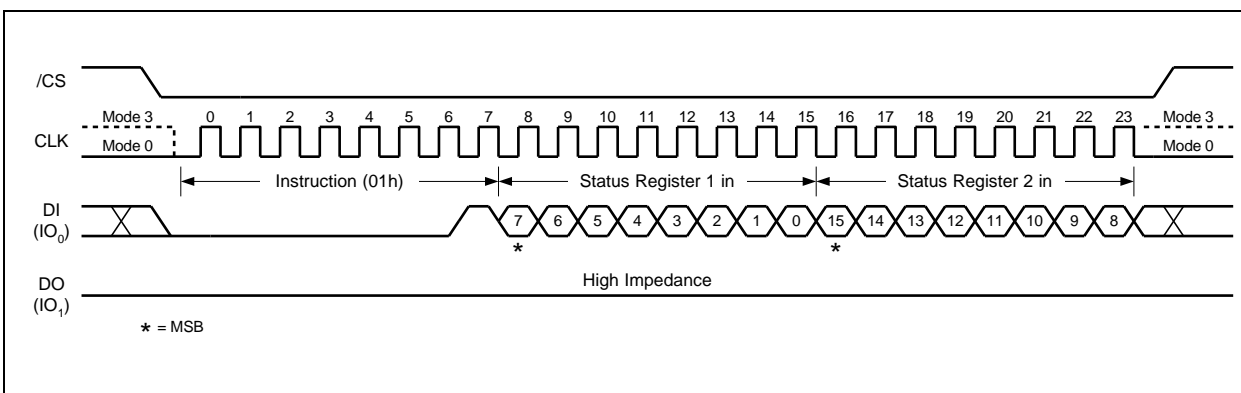 /CS
Mode 3 0 1 2 3 4 5 6 7 8 9 10 11 12 13 14 15 16 17 18 19 20 21 22 23 Mode 3
CLK Mode 0 Mode 0
Instruction (01h) Status Register 1 in Status Register 2 in
DI
(IO0) 7 6 5 4 3 2 1 0 15 14 13 12 11 10 9 8
* *
High Impedance
DO
(IO1)
* = MSB